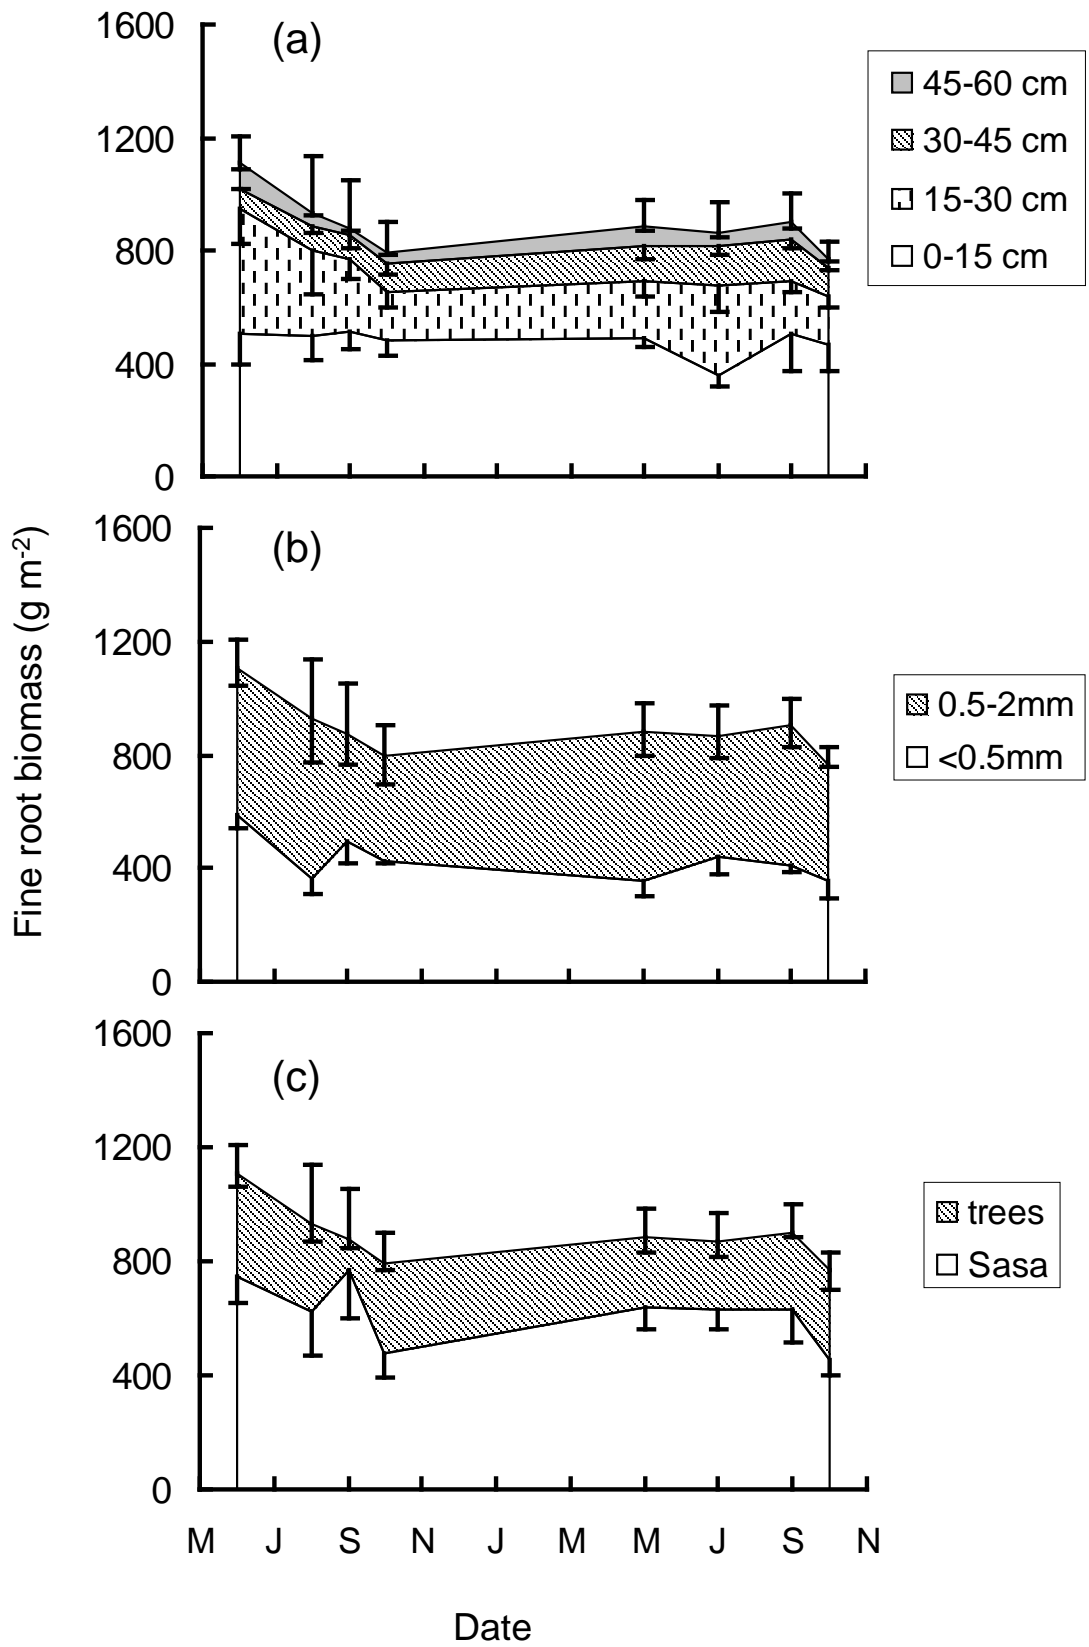 1600
(a)
1200
800
400
0
45-60 cm
30-45 cm
15-30 cm
0-15 cm
Fine root biomass (g m-2)
1600
(b)
1200
800
400
0
0.5-2mm
<0.5mm
1600
(c)
1200
800
400
0
trees
Sasa
M J S N J M M J S N
Date